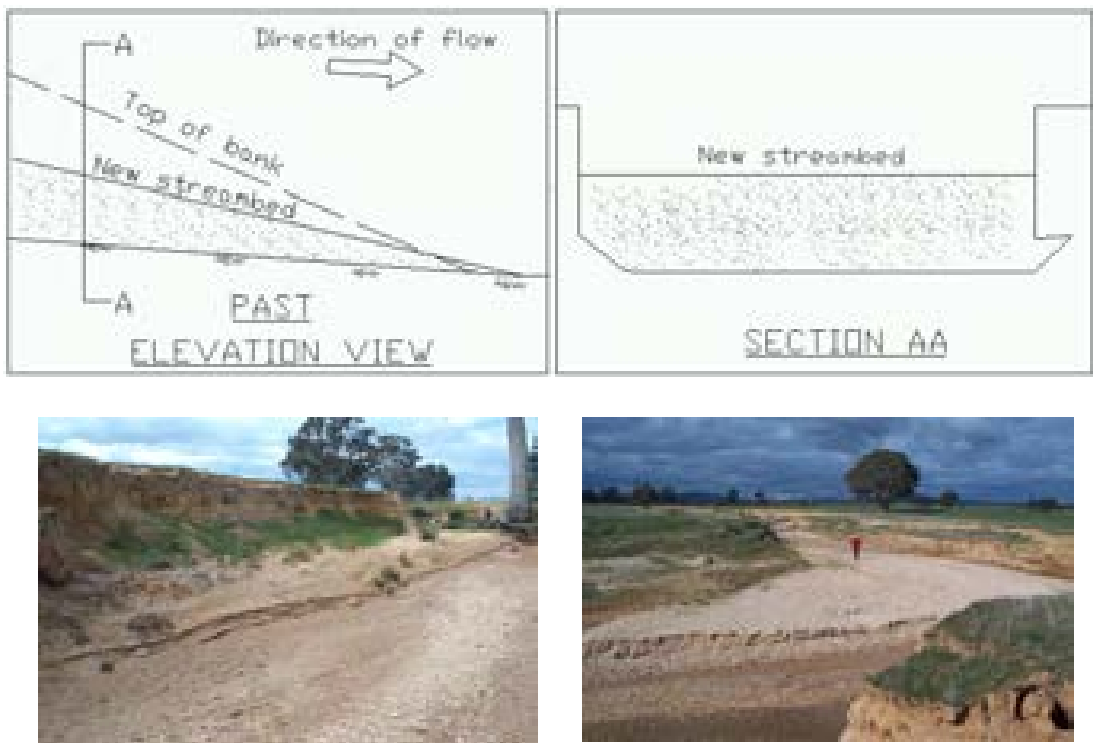 A
Direction of flow
Top of bank
New streambed
A
PAST
ELEVATION VIEW
New streambed
SECTION AA